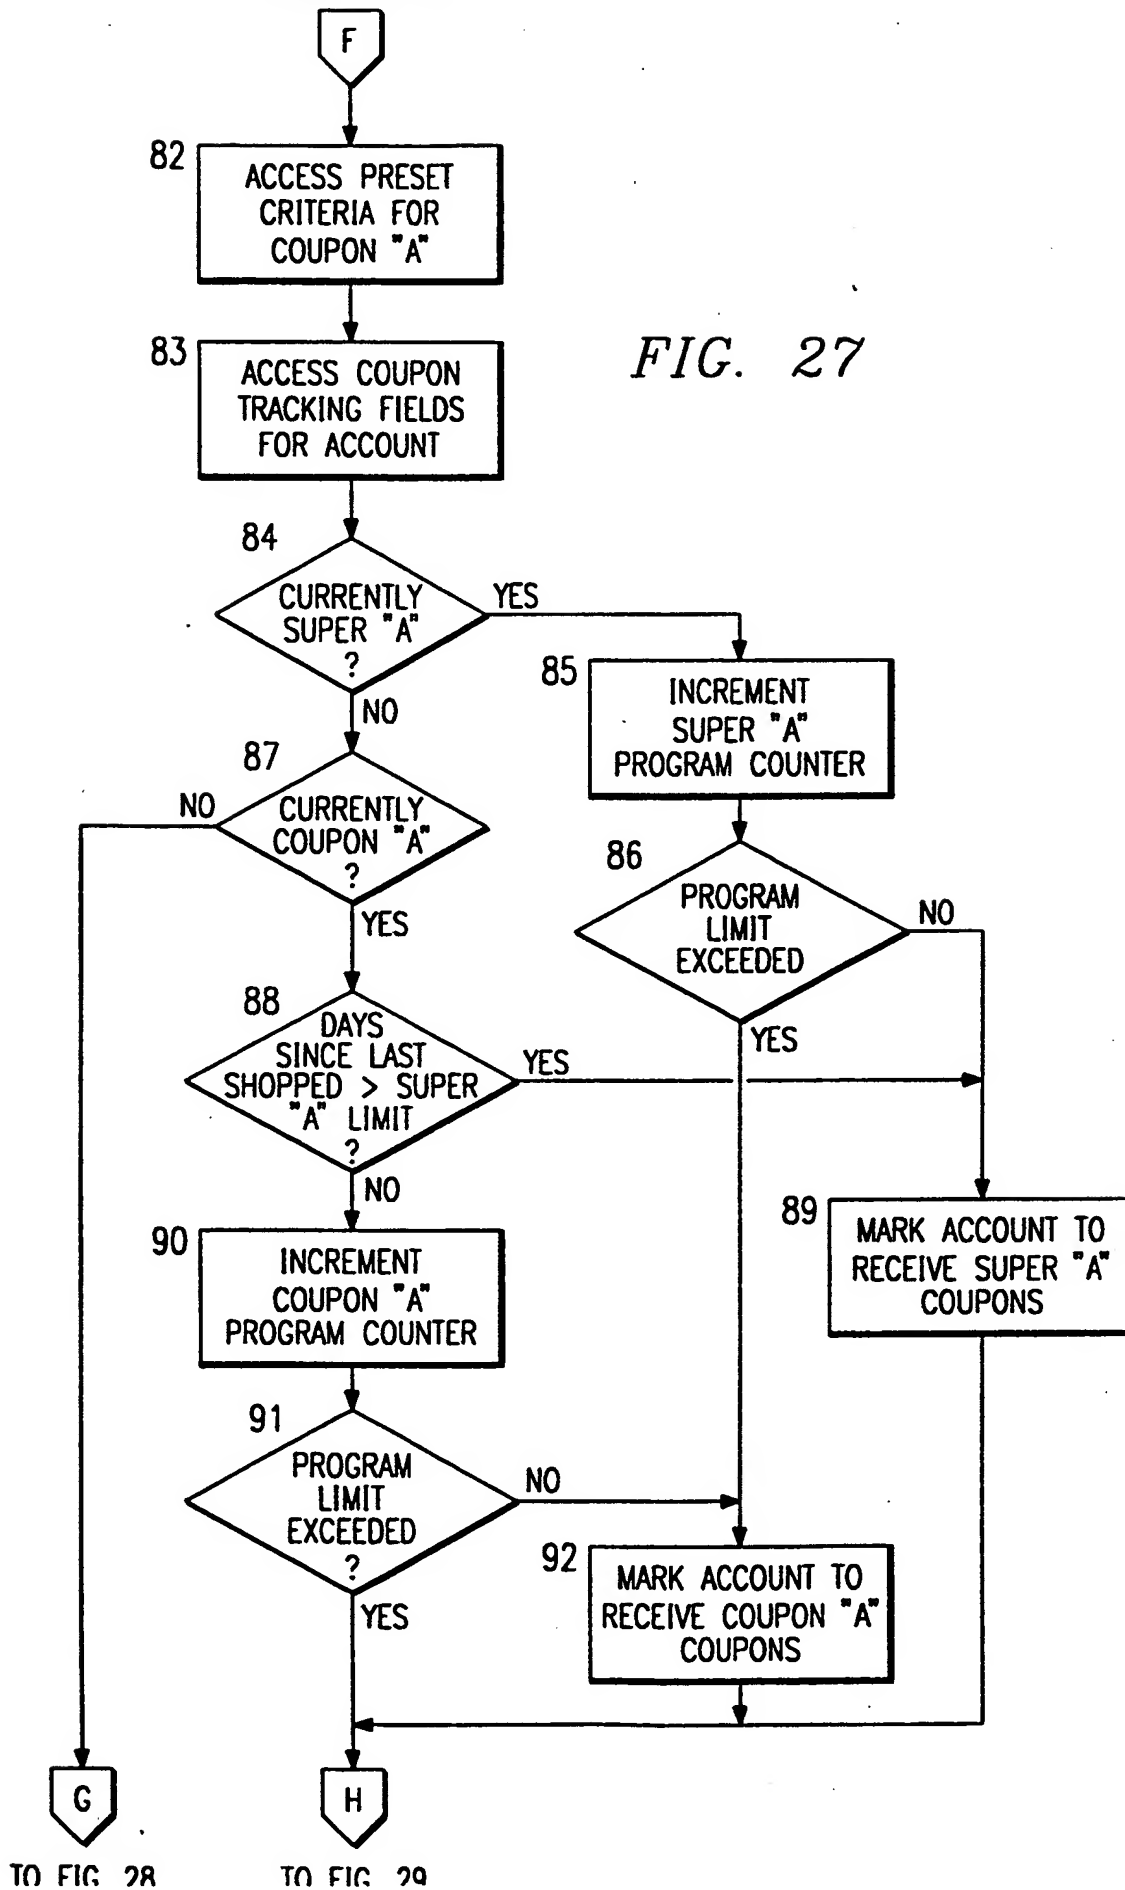 F
82
ACCESS PRESET
CRITERIA FOR
COUPON "A"
83
ACCESS COUPON
TRACKING FIELDS
FOR ACCOUNT
FIG. 27
84
CURRENTLY
SUPER "A"
?
YES
NO
85
INCREMENT
SUPER "A"
PROGRAM COUNTER
87
CURRENTLY
COUPON "A"
?
NO
YES
86
PROGRAM
LIMIT
EXCEEDED
NO
YES
88
DAYS
SINCE LAST
SHOPPED > SUPER
"A" LIMIT
?
YES
NO
89
MARK ACCOUNT TO
RECEIVE SUPER "A"
COUPONS
90
INCREMENT
COUPON "A"
PROGRAM COUNTER
91
PROGRAM
LIMIT
EXCEEDED
?
NO
YES
92
MARK ACCOUNT TO
RECEIVE COUPON "A"
COUPONS
G
H
TO FIG. 28
TO FIG. 29